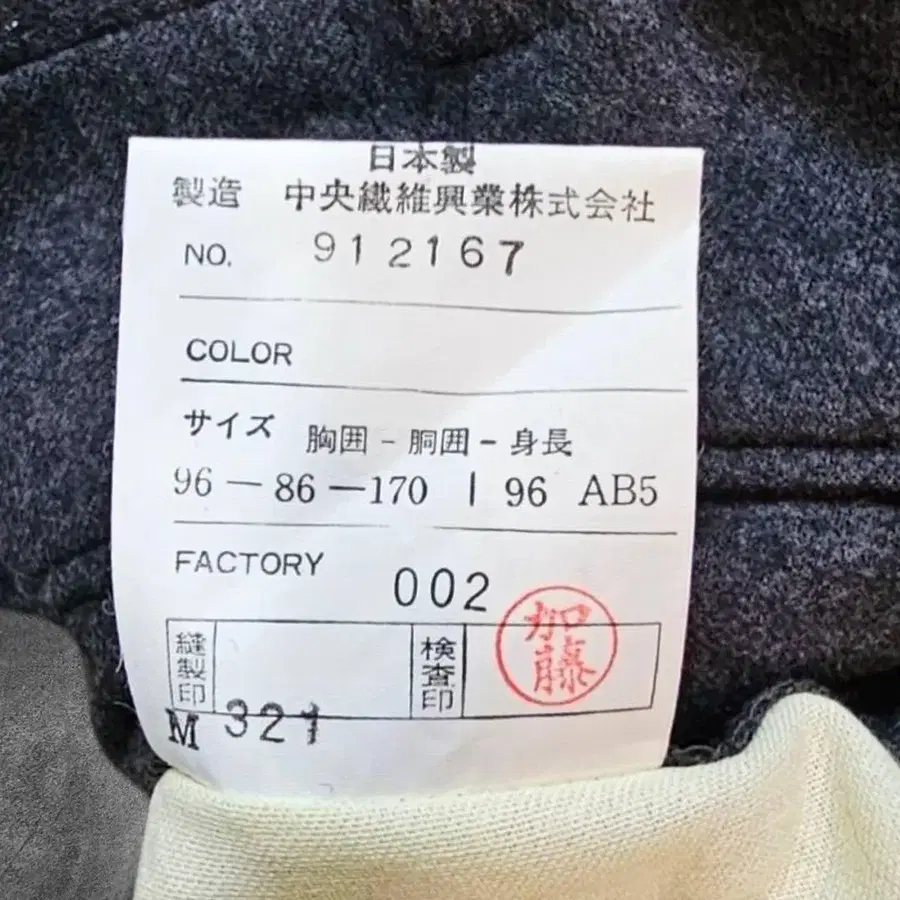 日本製
製造 中央繊維興業株式会社
NO. 912167
COLOR
サイズ 胸囲 - 胴囲 - 身長
96 - 86 - 170 | 96 AB5
FACTORY 002
縫製印 検査印 加藤
M 321